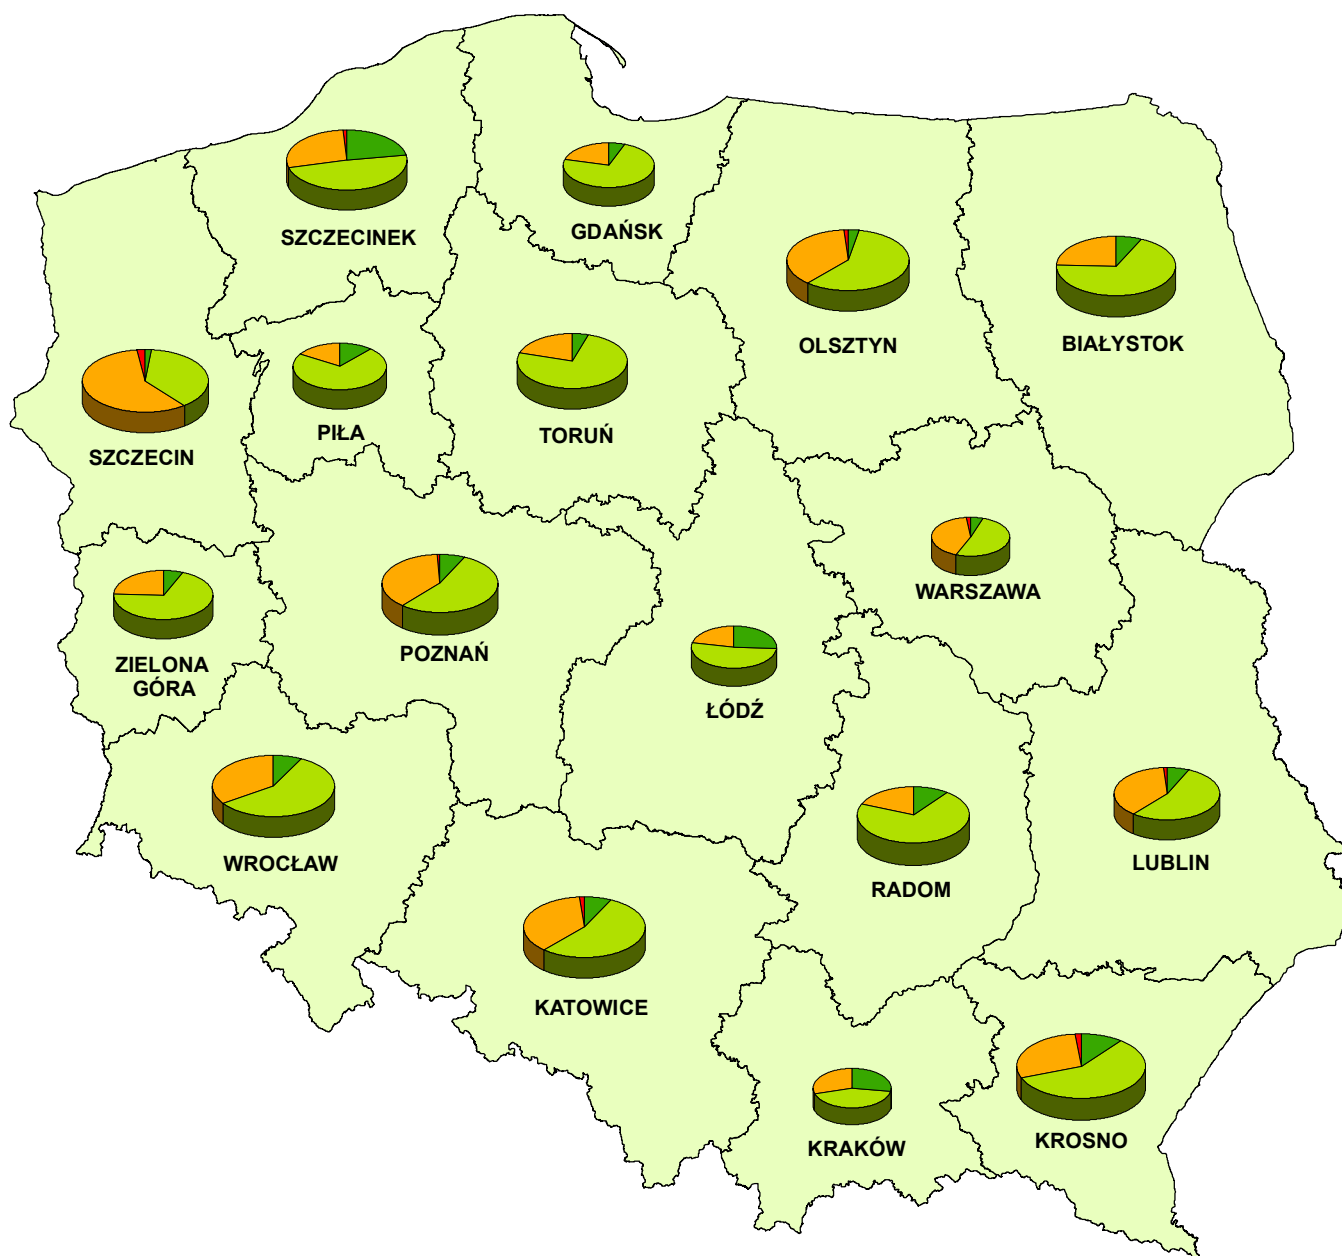 GDAŃSK
SZCZECINEK
OLSZTYN
BIAŁYSTOK
PIŁA
TORUŃ
SZCZECIN
WARSZAWA
POZNAŃ
ZIELONA
GÓRA
ŁÓDŹ
WROCŁAW
LUBLIN
RADOM
KATOWICE
KROSNO
KRAKÓW